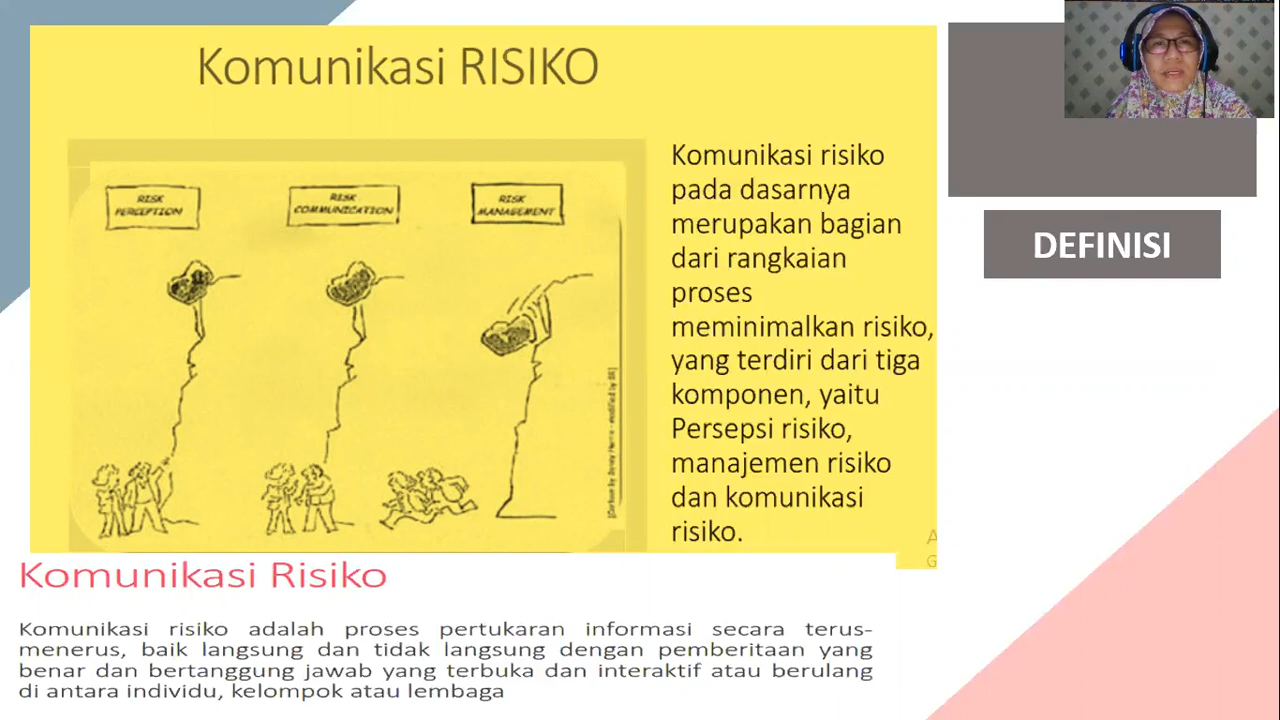 Komunikasi RISIKO
RISK
PERCEPTION
RISK
COMMUNICATION
RISK
MANAGEMENT
Komunikasi risiko
pada dasarnya
merupakan bagian
dari rangkaian
proses
meminimalkan risiko,
yang terdiri dari tiga
komponen, yaitu
Persepsi risiko,
manajemen risiko
dan komunikasi
risiko.
DEFINISI
Komunikasi Risiko
Komunikasi risiko adalah proses pertukaran informasi secara terus-
menerus, baik langsung dan tidak langsung dengan pemberitaan yang
benar dan bertanggung jawab yang terbuka dan interaktif atau berulang
di antara individu, kelompok atau lembaga